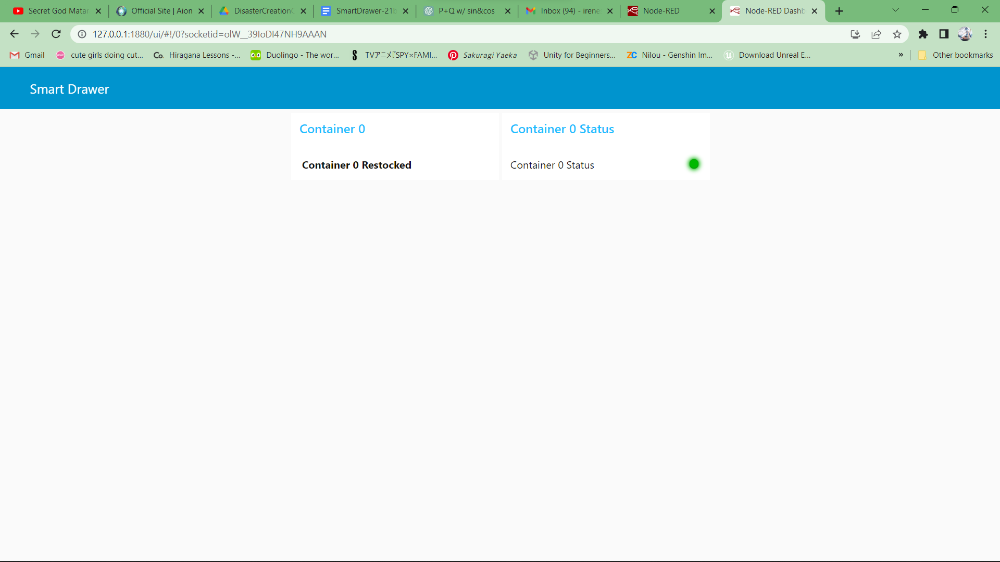 Secret God Matar
Official Site | Aion
DisasterCreationC
SmartDrawer-21b
P+Q w/ sin&cos
Inbox (94) - irene
Node-RED
Node-RED Dashb
127.0.0.1:1880/ui/#!/0?socketid=olW__39IoDI47NH9AAAN
Gmail
cute girls doing cut...
Co. Hiragana Lessons -...
Duolingo - The wor...
TVアニメ『SPY×FAMI...
Sakuragi Yaeka
Unity for Beginners...
ZC Nilou - Genshin Im...
Download Unreal E...
»
Other bookmarks
Smart Drawer
Container 0
Container 0 Restocked
Container 0 Status
Container 0 Status